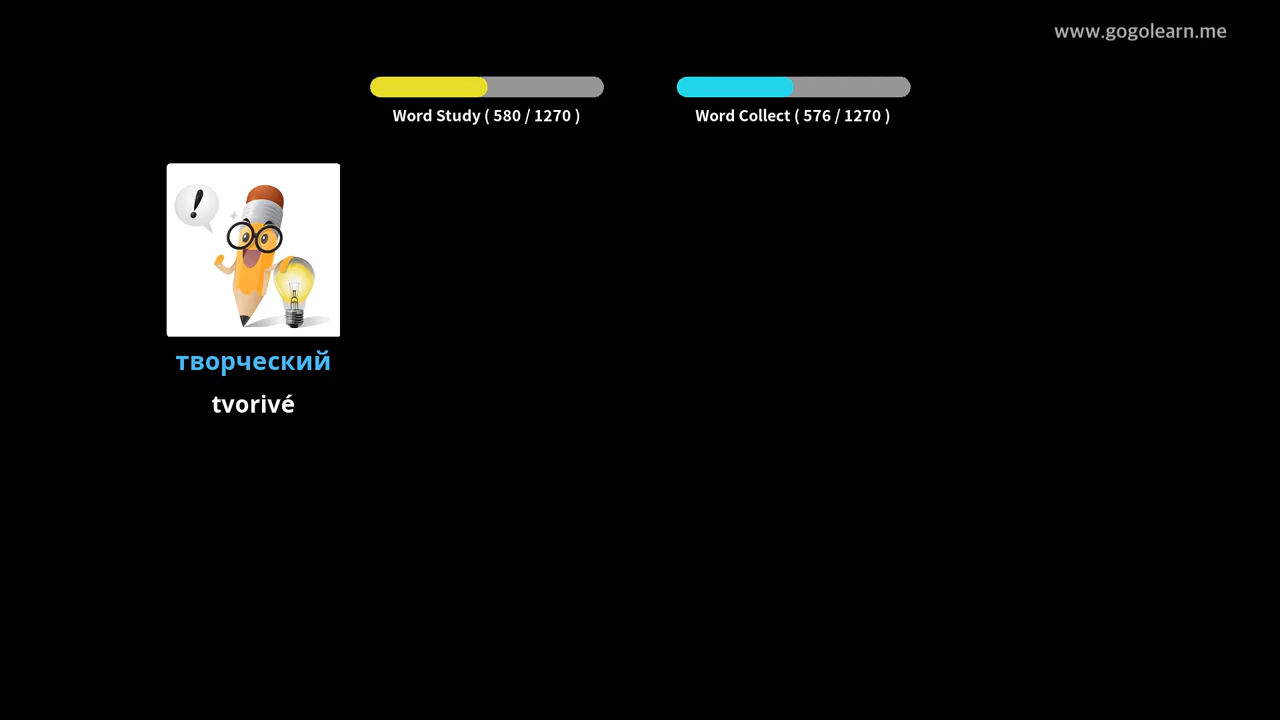 www.gogolearn.me
Word Study ( 580 / 1270 )
Word Collect ( 576 / 1270 )
!
творческий
tvorivé